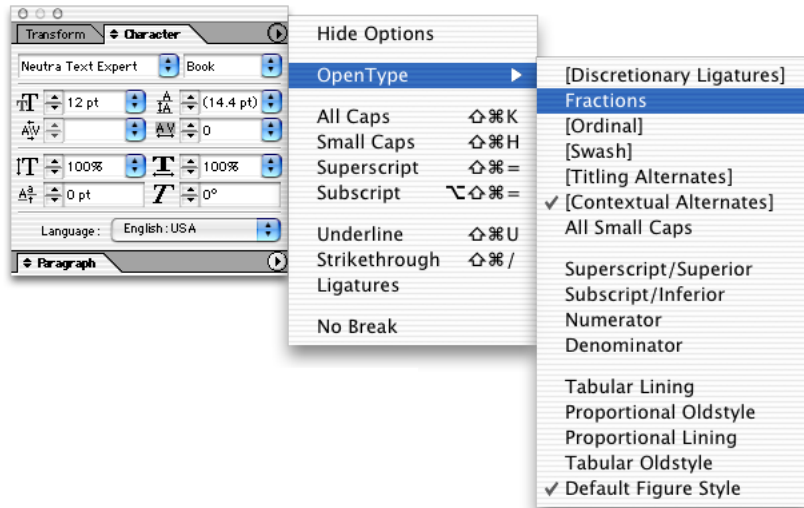 Transform
Character
Neutra Text Expert
Book
12 pt
(14.4 pt)
0
100%
100%
0 pt
0°
Language:
English: USA
Paragraph
Hide Options
OpenType
All Caps ⇧⌘K
Small Caps ⇧⌘H
Superscript ⇧⌘=
Subscript ⌥⇧⌘=
Underline ⇧⌘U
Strikethrough ⇧⌘/
Ligatures
No Break
[Discretionary Ligatures]
Fractions
[Ordinal]
[Swash]
[Titling Alternates]
✓ [Contextual Alternates]
All Small Caps
Superscript/Superior
Subscript/Inferior
Numerator
Denominator
Tabular Lining
Proportional Oldstyle
Proportional Lining
Tabular Oldstyle
✓ Default Figure Style